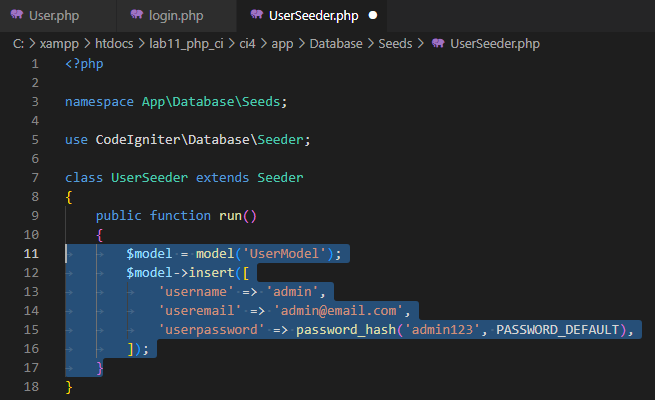 User.php login.php UserSeeder.php
C: > xampp > htdocs > lab11_php_ci > ci4 > app > Database > Seeds > UserSeeder.php
1 <?php
2
3 namespace App\Database\Seeds;
4
5 use CodeIgniter\Database\Seeder;
6
7 class UserSeeder extends Seeder
8 {
9 public function run()
10 {
11 $model = model('UserModel');
12 $model->insert([
13 'username' => 'admin',
14 'useremail' => 'admin@email.com',
15 'userpassword' => password_hash('admin123', PASSWORD_DEFAULT),
16 ]);
17 }
18 }